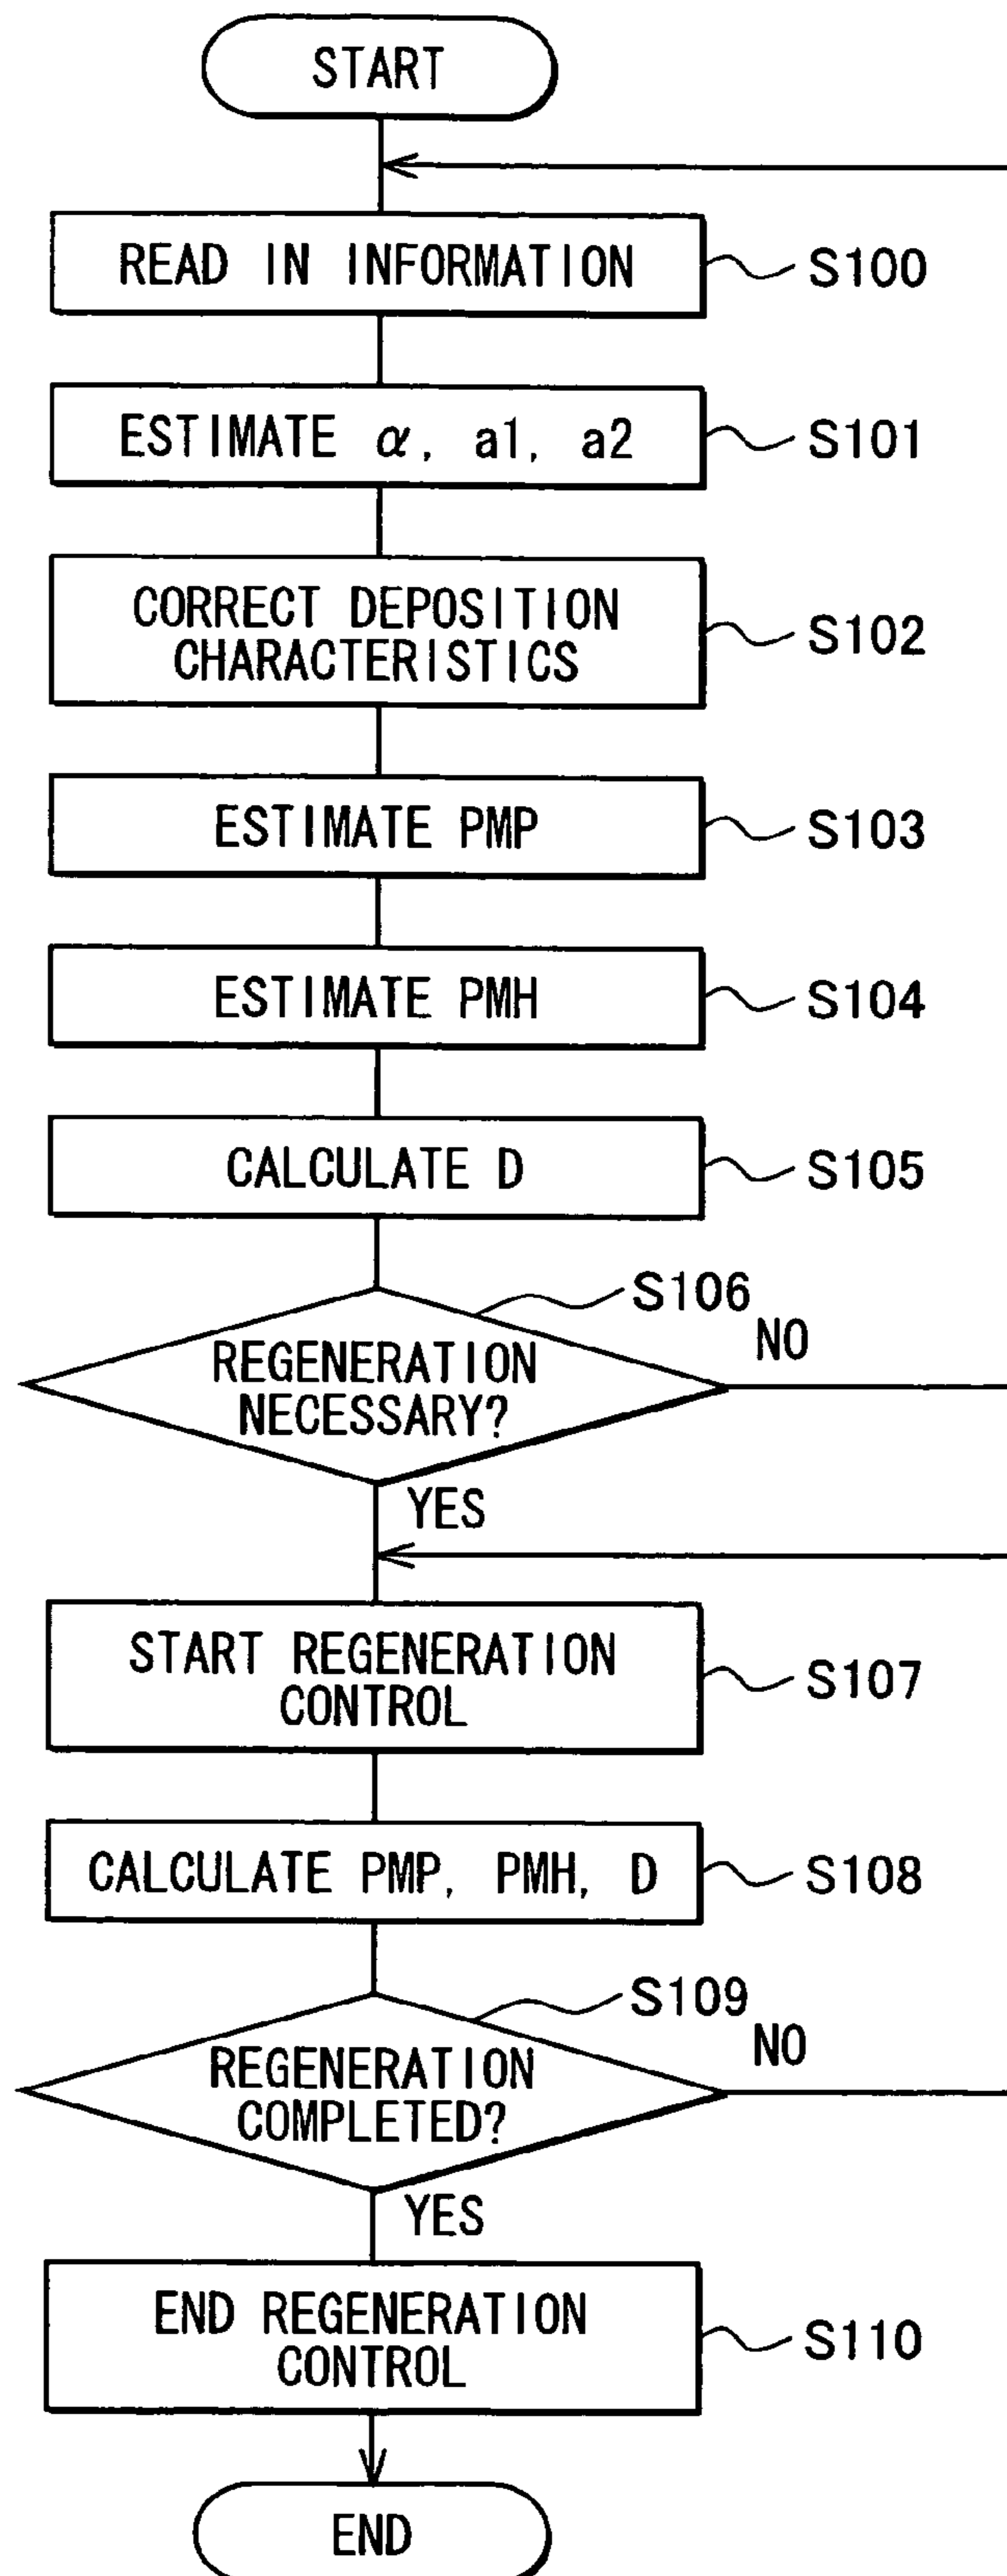 START
READ IN INFORMATION
S100
ESTIMATE α, a1, a2
S101
CORRECT DEPOSITION
CHARACTERISTICS
S102
ESTIMATE PMP
S103
ESTIMATE PMH
S104
CALCULATE D
S105
S106
REGENERATION
NECESSARY?
NO
YES
START REGENERATION
CONTROL
S107
CALCULATE PMP, PMH, D
S108
S109
REGENERATION
COMPLETED?
NO
YES
END REGENERATION
CONTROL
S110
END